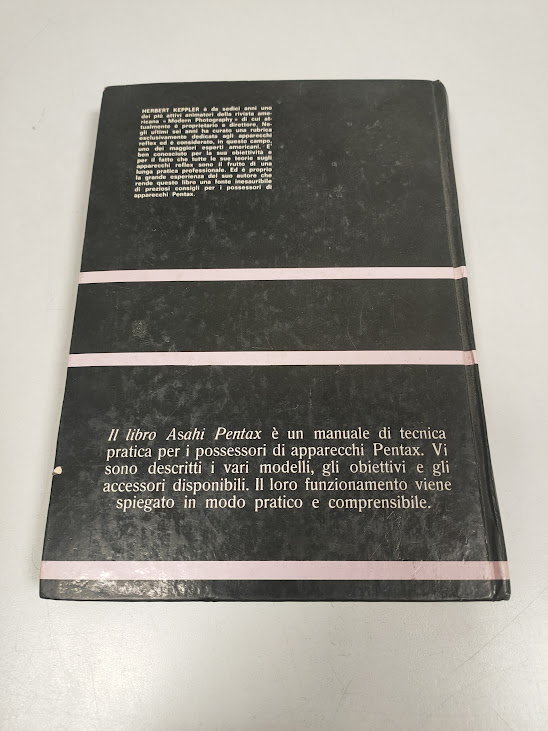 HERBERT KEPPLER è da sedici anni uno
dei più attivi animatori della rivista ame-
ricana « Modern Photography » di cui at-
tualmente è proprietario e direttore. Ne-
gli ultimi sei anni ha curato una rubrica
esclusivamente dedicata agli apparecchi
reflex ed è considerato, in questo campo,
uno dei maggiori esperti americani. E'
ben conosciuto per la sua obiettività e
per il fatto che tutte le sue teorie sugli
apparecchi reflex sono il frutto di una
lunga pratica professionale. Ed è proprio
la grande esperienza del suo autore che
rende questo libro una fonte inesauribile
di preziosi consigli per i possessori di
apparecchi Pentax.
Il libro Asahi Pentax è un manuale di tecnica
pratica per i possessori di apparecchi Pentax. Vi
sono descritti i vari modelli, gli obiettivi e gli
accessori disponibili. Il loro funzionamento viene
spiegato in modo pratico e comprensibile.